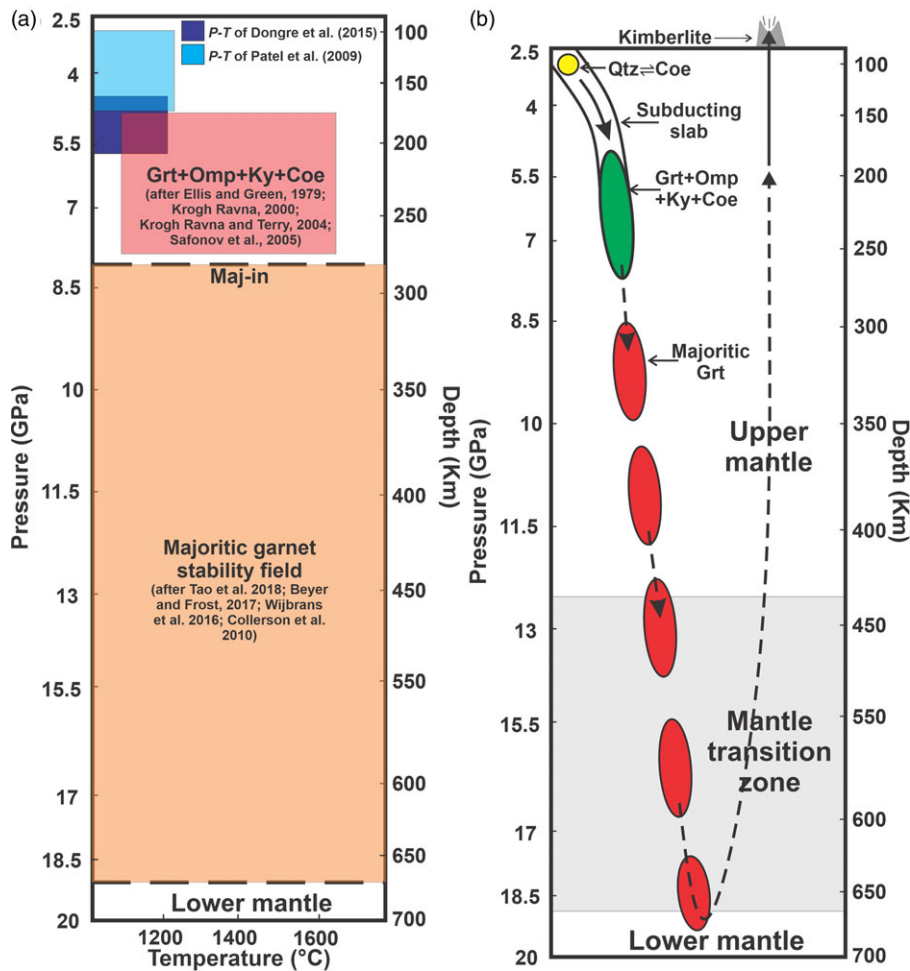 (a)
2.5
4
5.5
7
8.5
10
11.5
13
15.5
17
18.5
20
Pressure (GPa)
P-T of Dongre et al. (2015)
P-T of Patel et al. (2009)
Grt+Omp+Ky+Coe
(after Ellis and Green, 1979;
Krogh Ravna, 2000;
Krogh Ravna and Terry, 2004;
Safonov et al., 2005)
Maj-in
Majoritic garnet
stability field
(after Tao et al. 2018; Beyer
and Frost, 2017; Wijbrans
et al. 2016; Collerson et al.
2010)
Lower mantle
1200
1400
1600
Temperature (°C)
100
150
200
250
300
350
400
450
550
600
650
700
Depth (Km)
(b)
Kimberlite
2.5
4
5.5
7
8.5
10
11.5
13
15.5
17
18.5
20
Pressure (GPa)
Qtz⇌Coe
Subducting
slab
Grt+Omp
+Ky+Coe
Majoritic
Grt
Upper
mantle
Mantle
transition
zone
Lower mantle
100
150
200
250
300
350
400
450
550
600
650
700
Depth (Km)